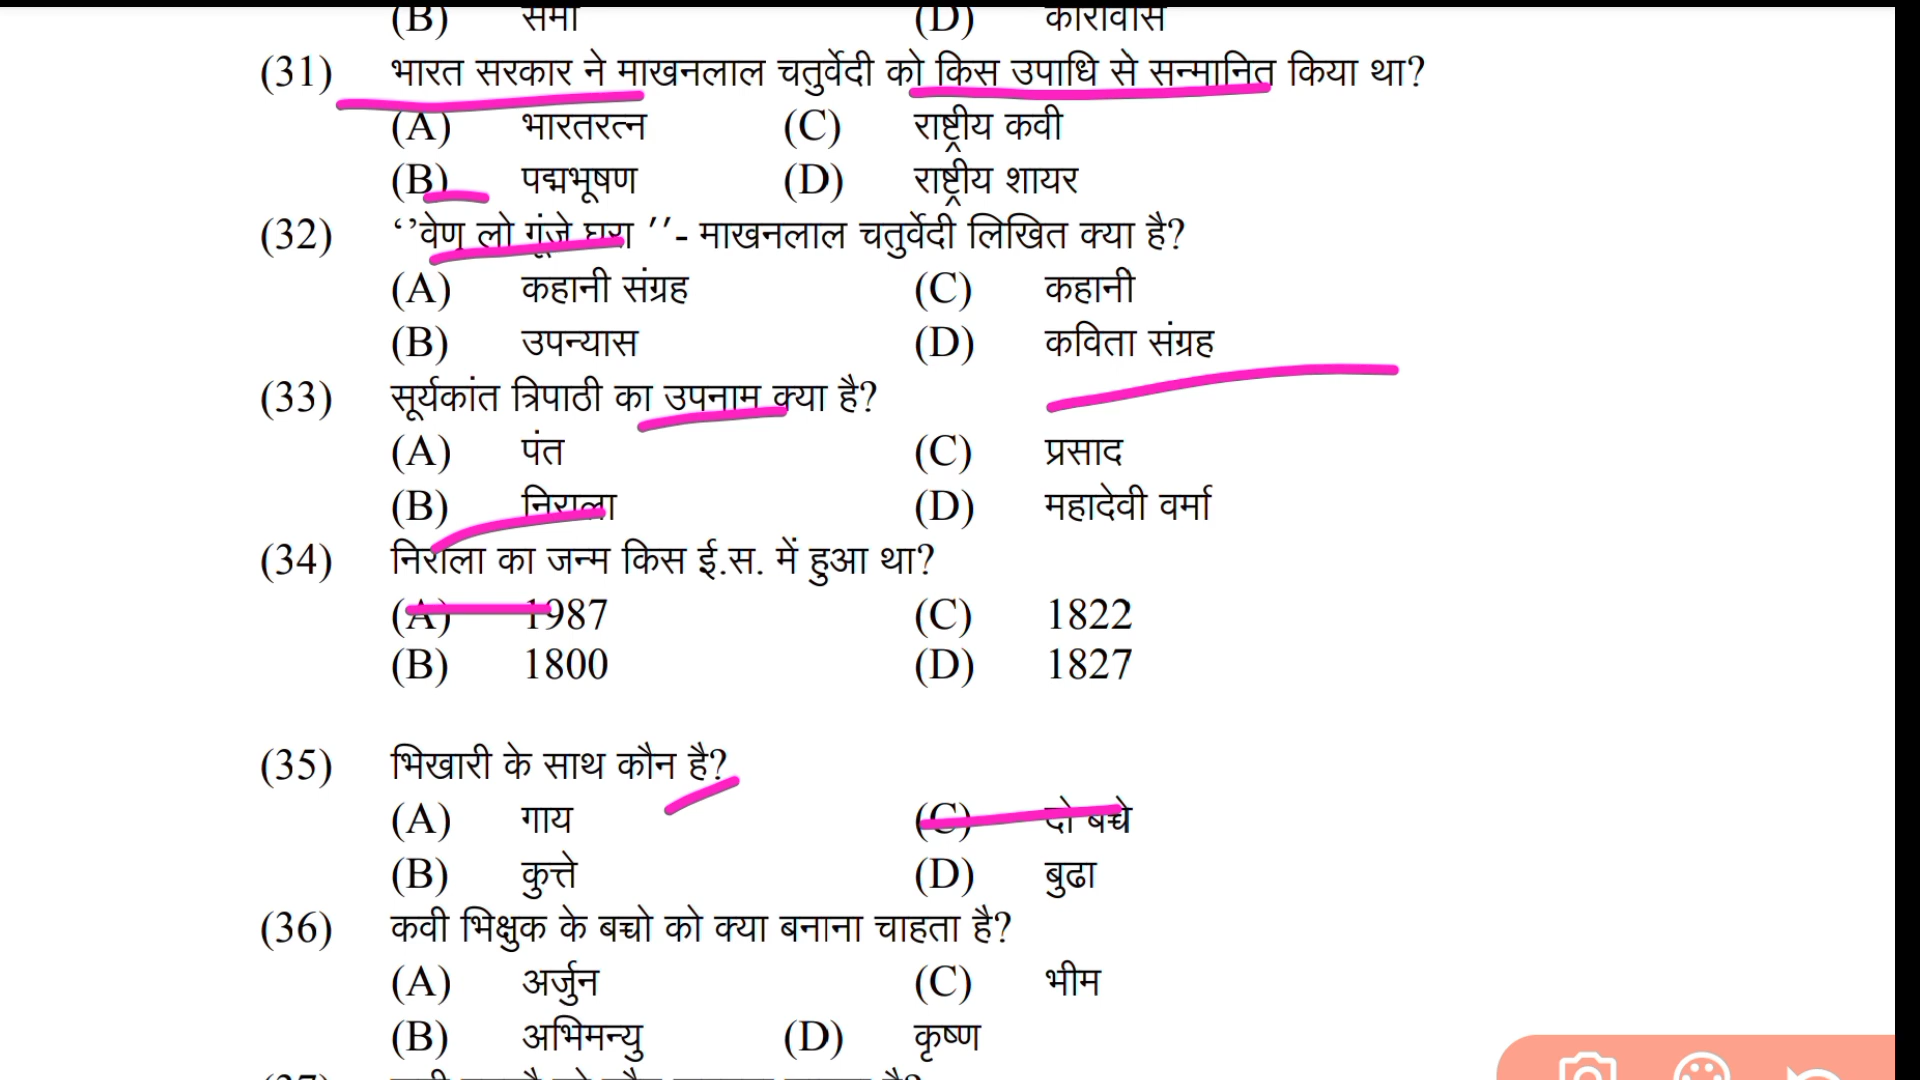 (B) समा (D) कारावास
(31) भारत सरकार ने माखनलाल चतुर्वेदी को किस उपाधि से सन्मानित किया था?
(A) भारतरत्न (C) राष्ट्रीय कवी
(B) पद्मभूषण (D) राष्ट्रीय शायर
(32) ‘’वेणु लो गूंजे घरा ’’- माखनलाल चतुर्वेदी लिखित क्या है?
(A) कहानी संग्रह (C) कहानी
(B) उपन्यास (D) कविता संग्रह
(33) सूर्यकांत त्रिपाठी का उपनाम क्या है?
(A) पंत (C) प्रसाद
(B) निराला (D) महादेवी वर्मा
(34) निराला का जन्म किस ई.स. में हुआ था?
(A) 1987 (C) 1822
(B) 1800 (D) 1827
(35) भिखारी के साथ कौन है?
(A) गाय (C) दो बच्चे
(B) कुत्ते (D) बुढा
(36) कवी भिक्षुक के बच्चो को क्या बनाना चाहता है?
(A) अर्जुन (C) भीम
(B) अभिमन्यु (D) कृष्ण